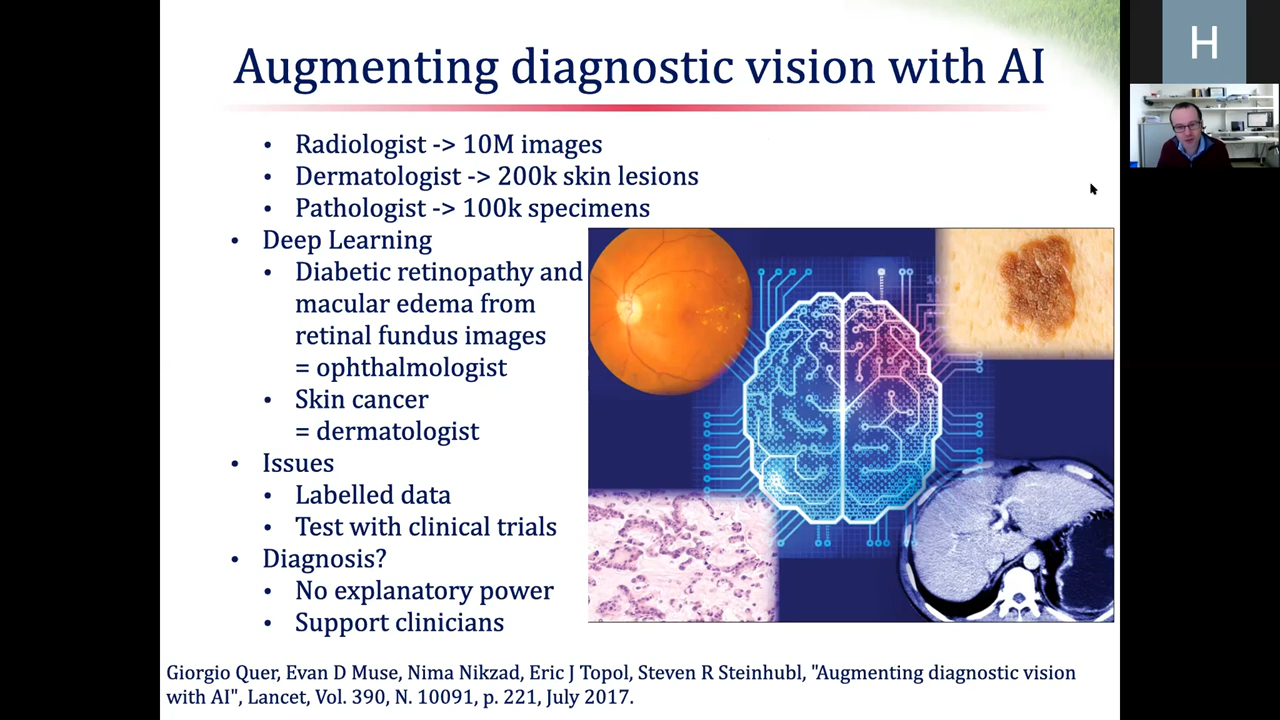 Augmenting diagnostic vision with AI
H
• Radiologist -> 10M images
• Dermatologist -> 200k skin lesions
• Pathologist -> 100k specimens
• Deep Learning
• Diabetic retinopathy and
macular edema from
retinal fundus images
= ophthalmologist
• Skin cancer
= dermatologist
• Issues
• Labelled data
• Test with clinical trials
• Diagnosis?
• No explanatory power
• Support clinicians
Giorgio Quer, Evan D Muse, Nima Nikzad, Eric J Topol, Steven R Steinhubl, "Augmenting diagnostic vision
with AI", Lancet, Vol. 390, N. 10091, p. 221, July 2017.